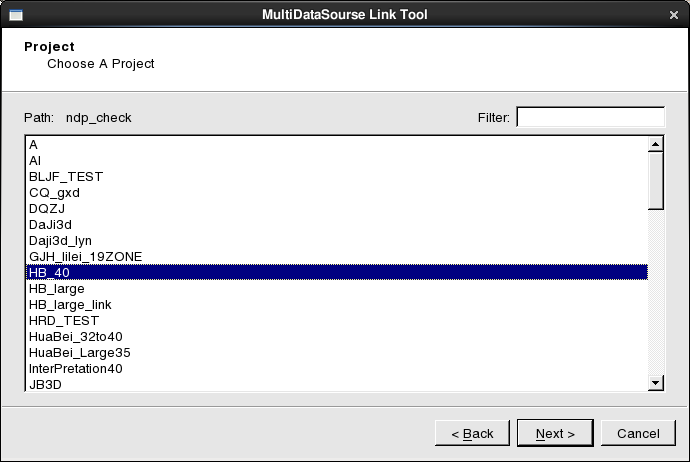 MultiDataSourse Link Tool
Project
Choose A Project
Path: ndp_check Filter:
A
AI
BLJF_TEST
CQ_gxd
DQZJ
DaJi3d
Daji3d_lyn
GJH_lilei_19ZONE
HB_40
HB_large
HB_large_link
HRD_TEST
HuaBei_32to40
HuaBei_Large35
InterPretation40
JB3D
< Back Next > Cancel